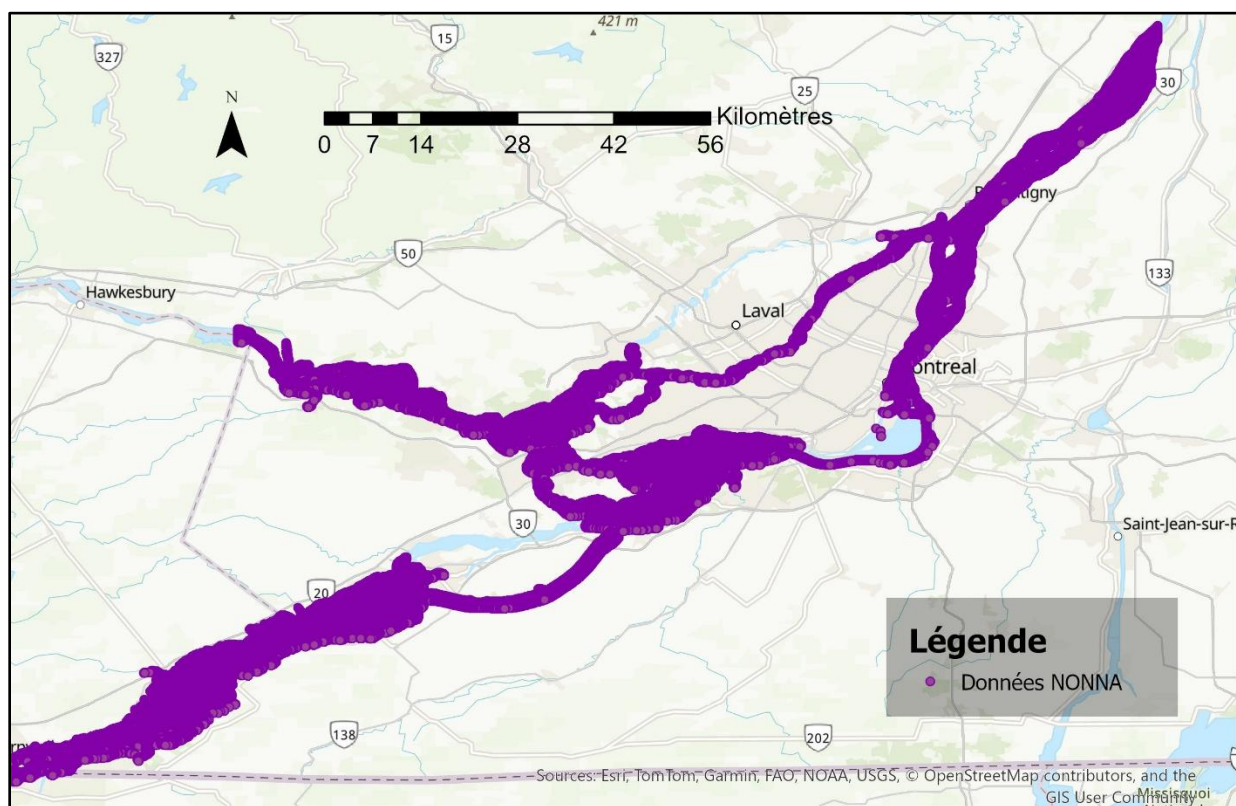 421 m
15
327
N
25
30
Kilomètres
0 7 14 28 42 56
50
133
Hawkesbury
Laval
30
Saint-Jean-sur-R
20
Légende
Données NONNA
138
202
Sources: Esri, TomTom, Garmin, FAO, NOAA, USGS, © OpenStreetMap contributors, and the
GIS User Community
Missisquoi